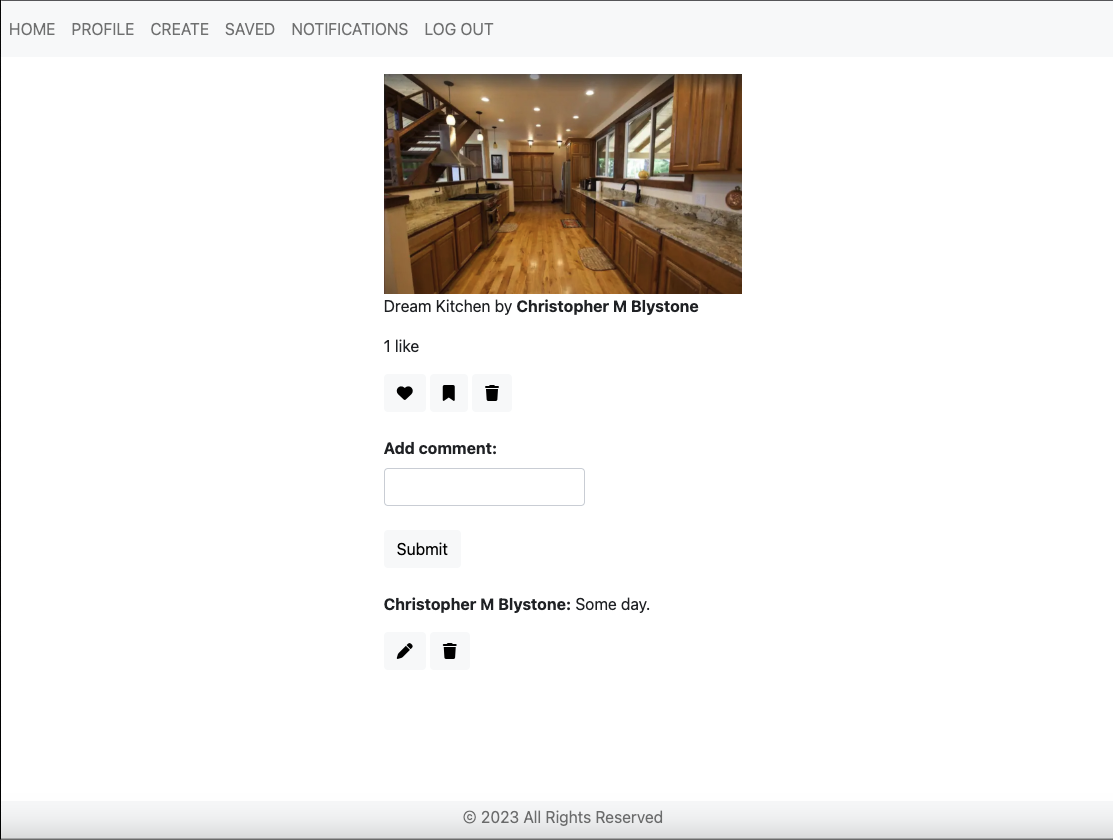 HOME PROFILE CREATE SAVED NOTIFICATIONS LOG OUT
Dream Kitchen by Christopher M Blystone
1 like
Add comment:
Submit
Christopher M Blystone: Some day.
© 2023 All Rights Reserved